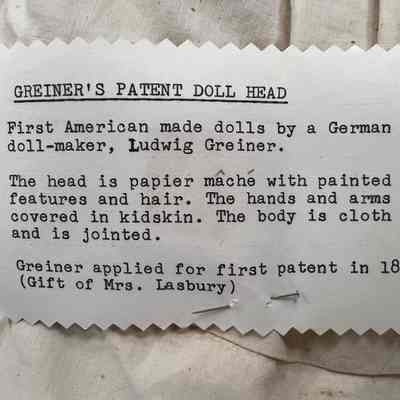 GREINER'S PATENT DOLL HEAD
First American made dolls by a German
doll-maker, Ludwig Greiner.
The head is papier mâché with painted
features and hair. The hands and arms
covered in kidskin. The body is cloth
and is jointed.
Greiner applied for first patent in 18
(Gift of Mrs. Lasbury)